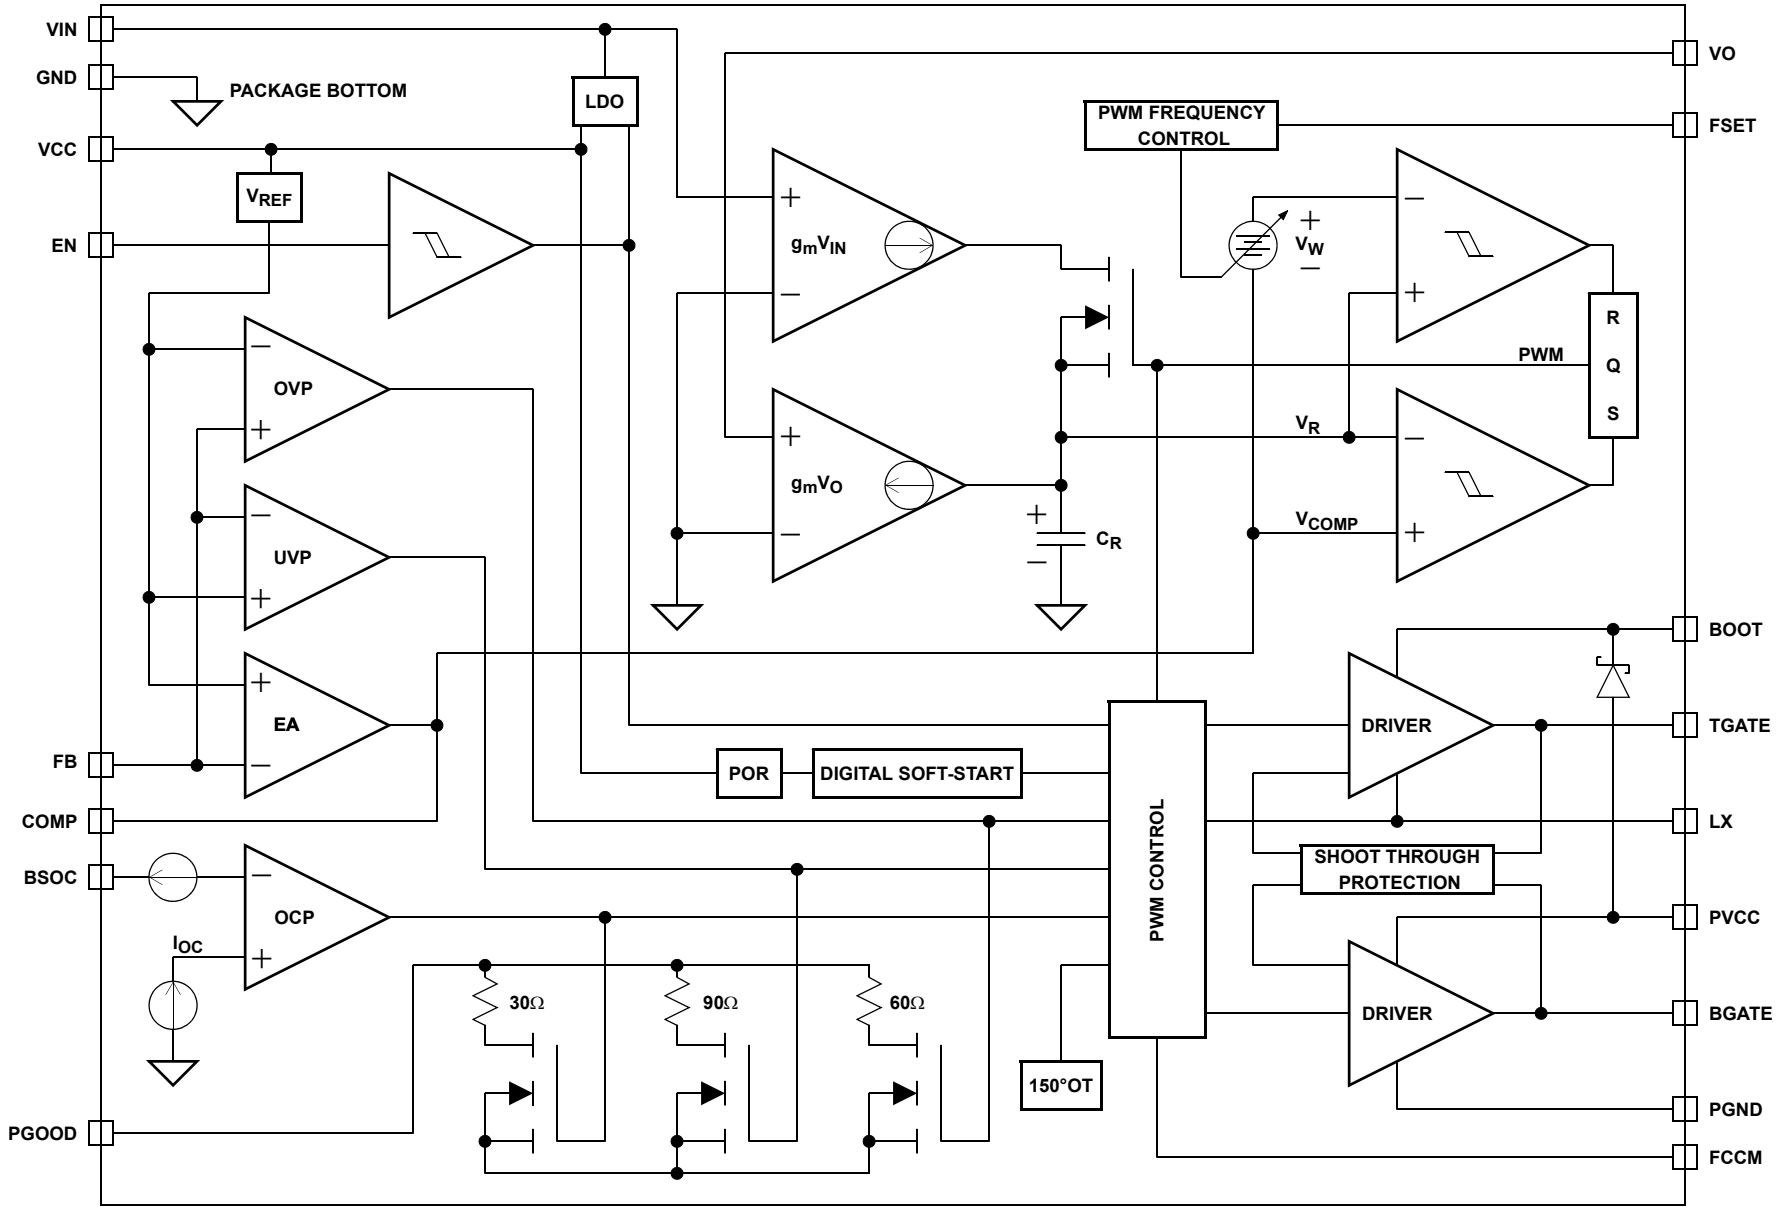 VIN
VO
GND
PACKAGE BOTTOM
LDO
PWM FREQUENCY
CONTROL
FSET
VCC
VREF
EN
+
−
gmVIN
+
−
VW
+
−
−
+
R
Q
S
PWM
−
OVP
+
+
gmVO
−
VR
−
VCOMP
+
+
CR
−
−
UVP
+
+
EA
−
FB
COMP
BOOT
DRIVER
TGATE
POR
DIGITAL SOFT-START
PWM CONTROL
LX
SHOOT THROUGH
PROTECTION
BSOC
−
OCP
+
IOC
PVCC
30Ω
90Ω
60Ω
DRIVER
BGATE
150°OT
PGOOD
PGND
FCCM